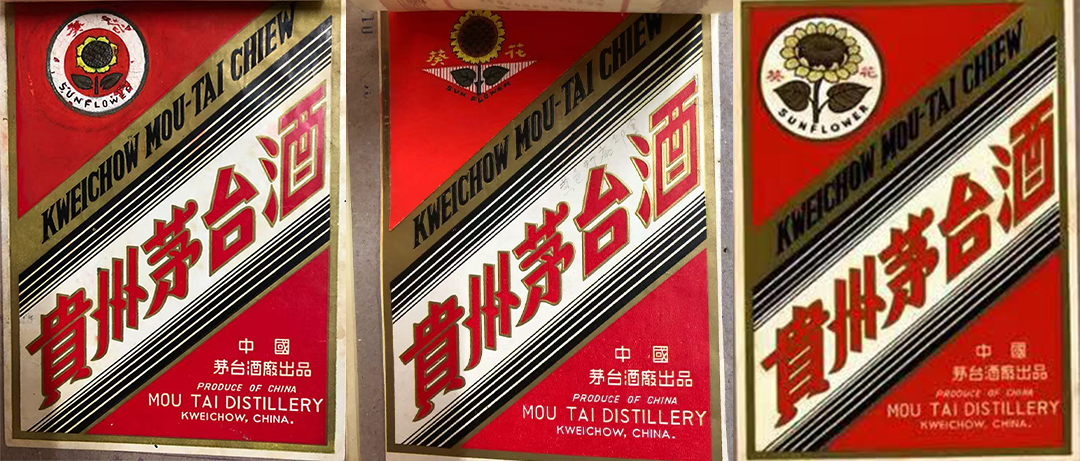 葵 花
SUNFLOWER
KWEICHOW MOU-TAI CHIEW
貴州茅台酒
中 國
茅台酒廠出品
PRODUCE OF CHINA
MOU TAI DISTILLERY
KWEICHOW, CHINA.
葵 花
SUN FLOWER
KWEICHOW MOU-TAI CHIEW
貴州茅台酒
中 國
茅台酒廠出品
PRODUCE OF CHINA
MOU TAI DISTILLERY
KWEICHOW, CHINA.
葵 花
SUNFLOWER
KWEICHOW MOU-TAI CHIEW
貴州茅台酒
中 國
茅台酒廠出品
PRODUCE OF CHINA
MOU TAI DISTILLERY
KWEICHOW, CHINA.